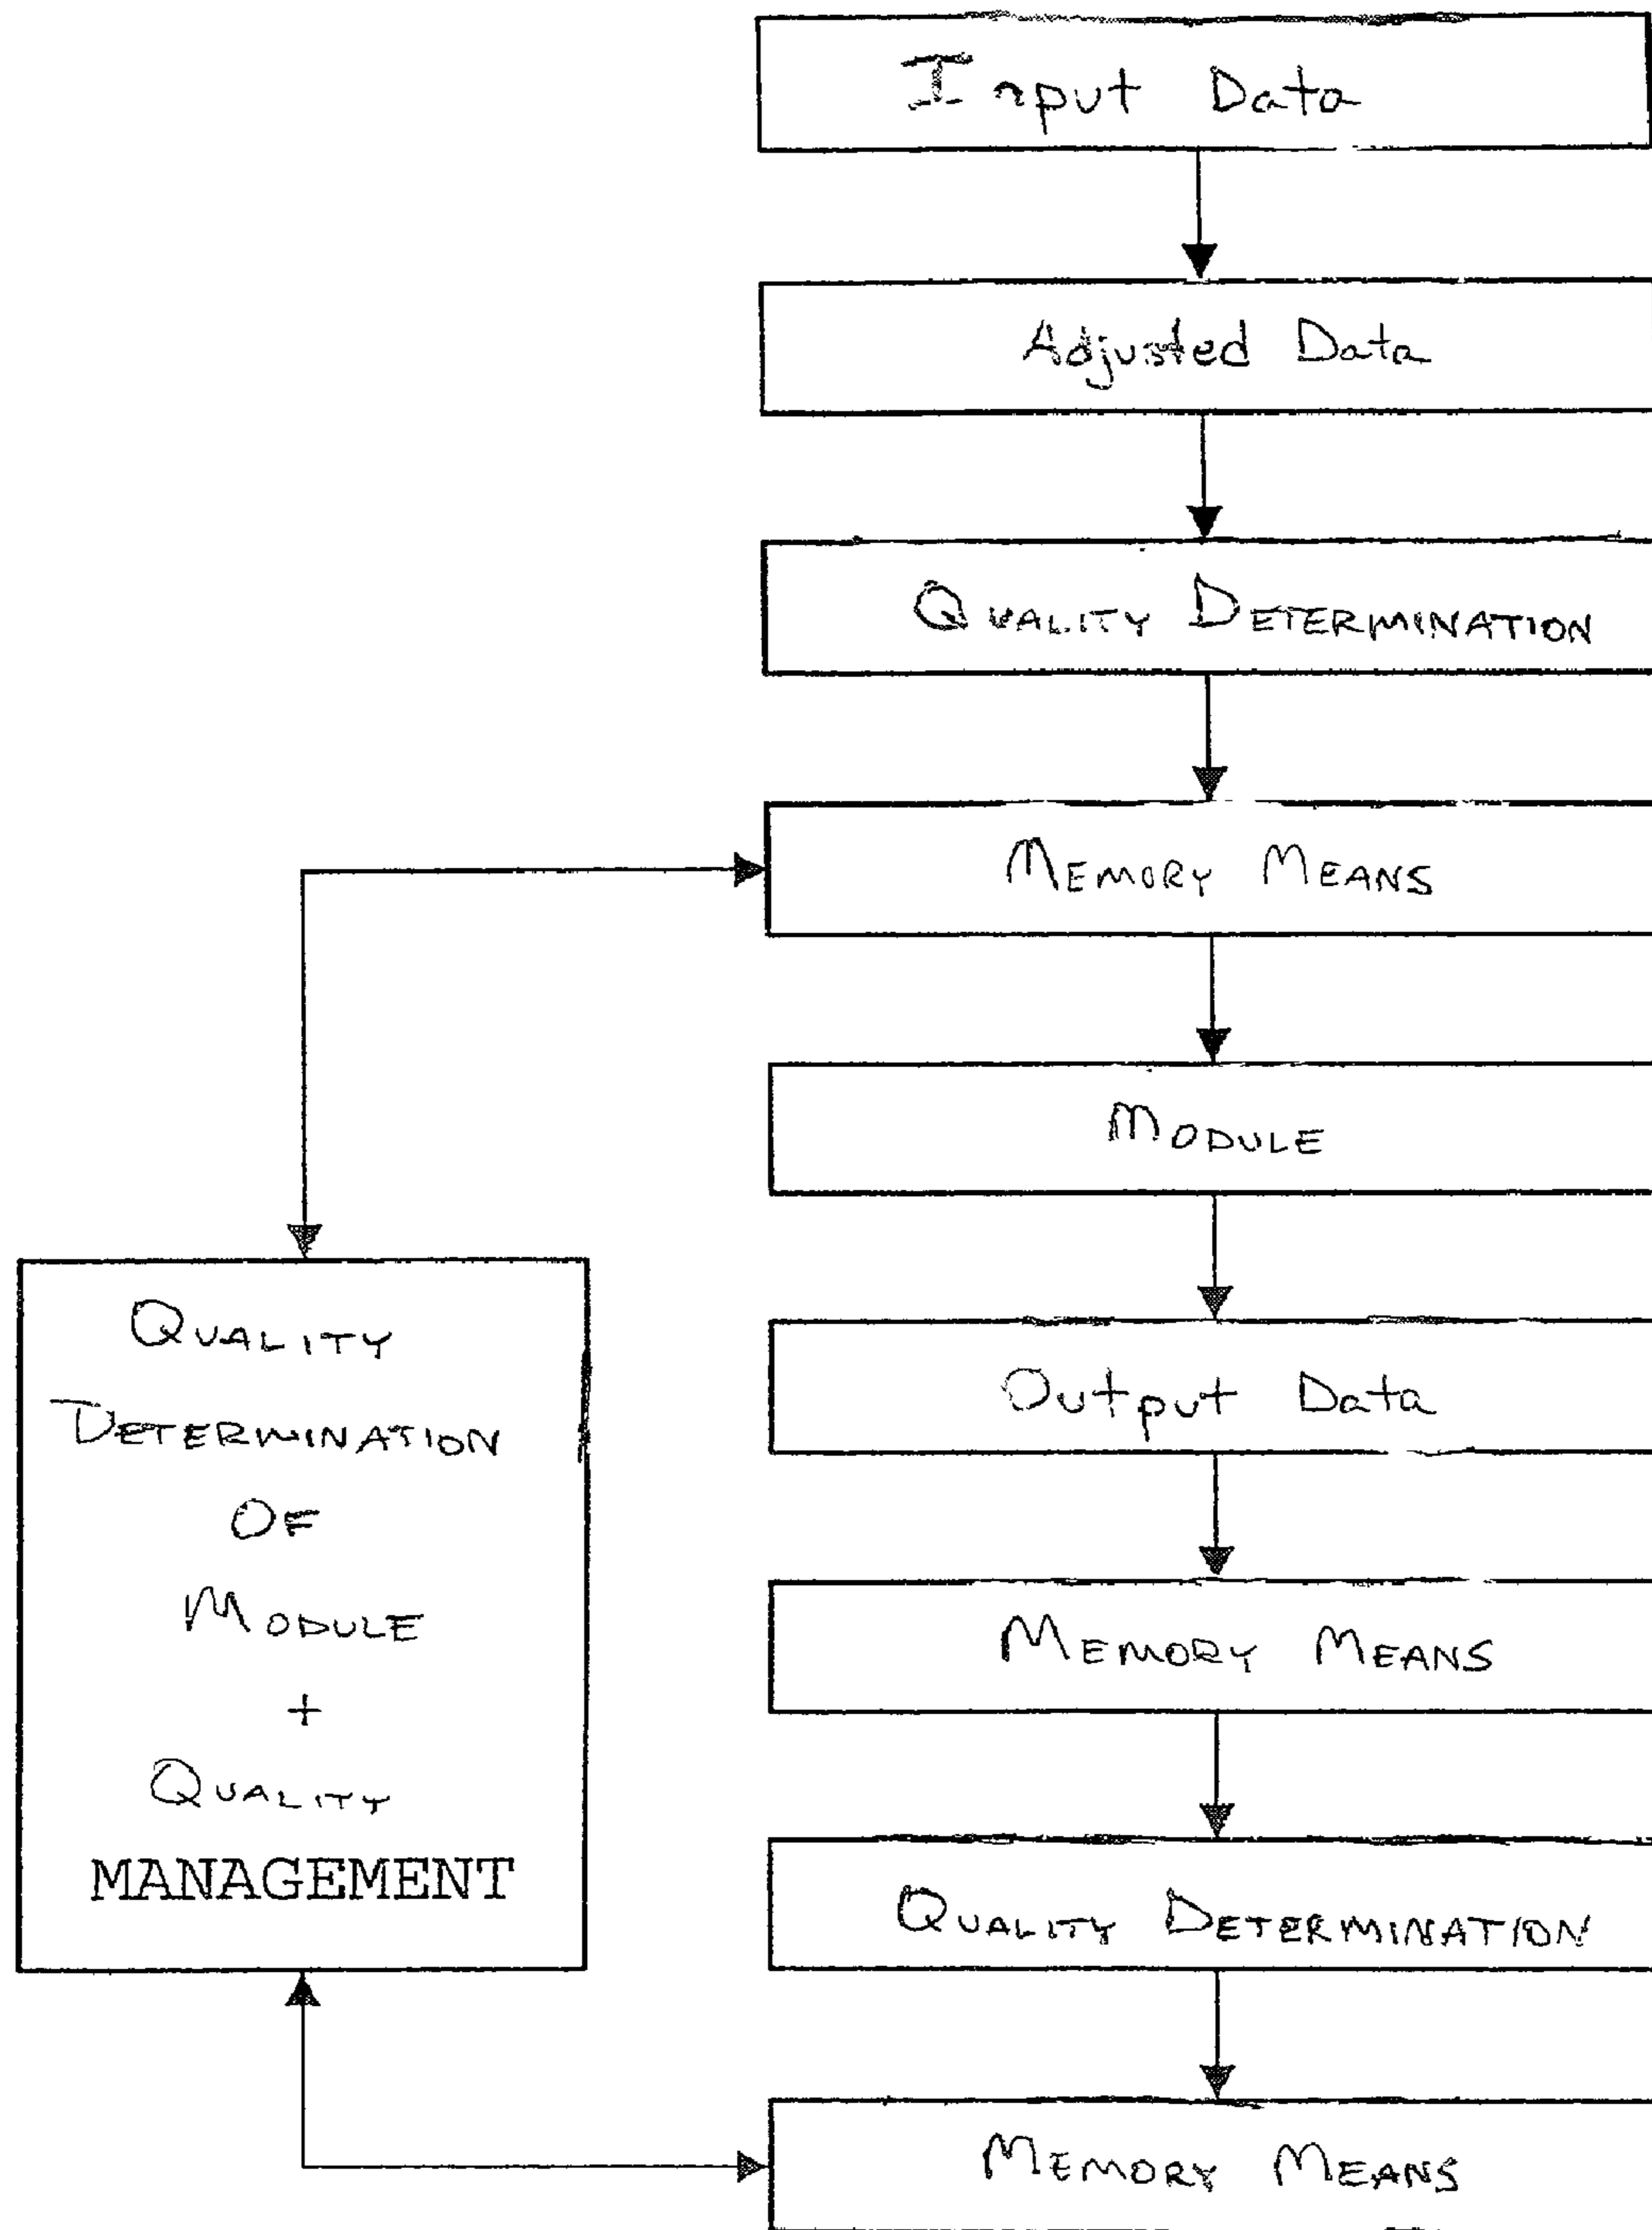 Input Data
Adjusted Data
QUALITY DETERMINATION
MEMORY MEANS
MODULE
Output Data
MEMORY MEANS
QUALITY DETERMINATION
MEMORY MEANS
QUALITY
DETERMINATION
OF
MODULE
+
QUALITY
MANAGEMENT